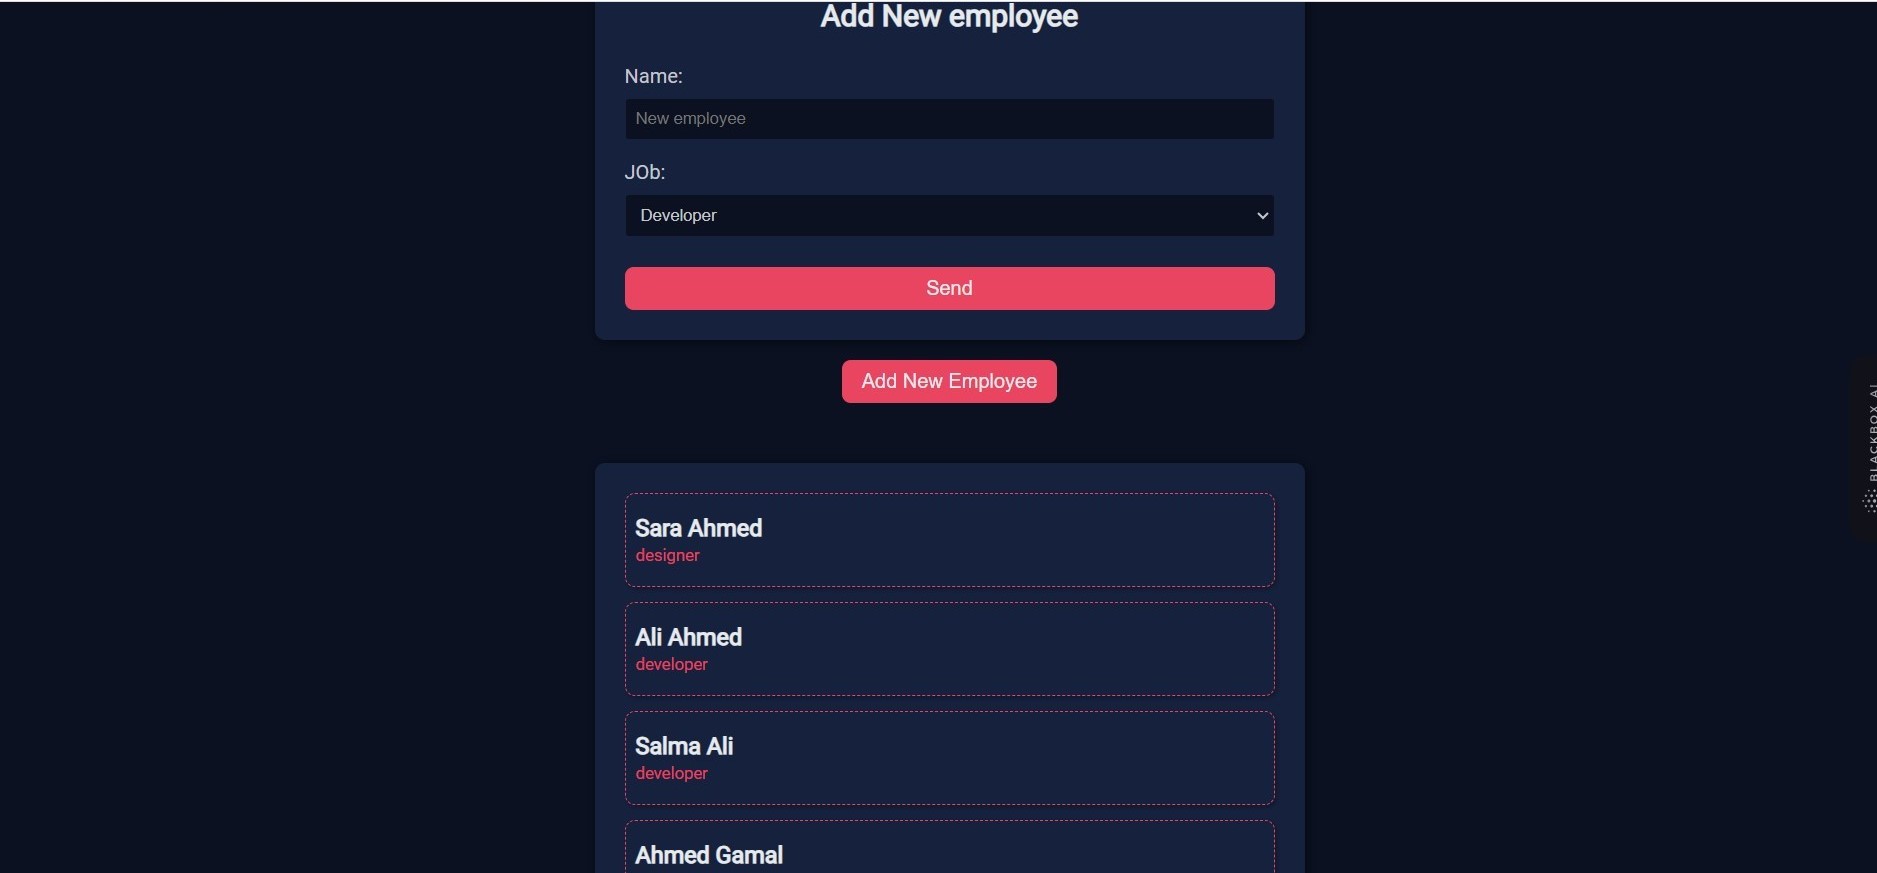 Add New employee
Name:
New employee
JOb:
Developer
Send
Add New Employee
BLACKBOX AI
Sara Ahmed
designer
Ali Ahmed
developer
Salma Ali
developer
Ahmed Gamal